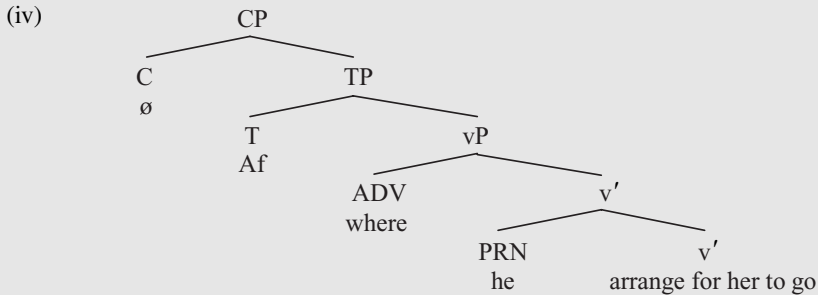 (iv) CP
C TP
ø
T vP
Af
ADV v′
where
PRN v′
he arrange for her to go